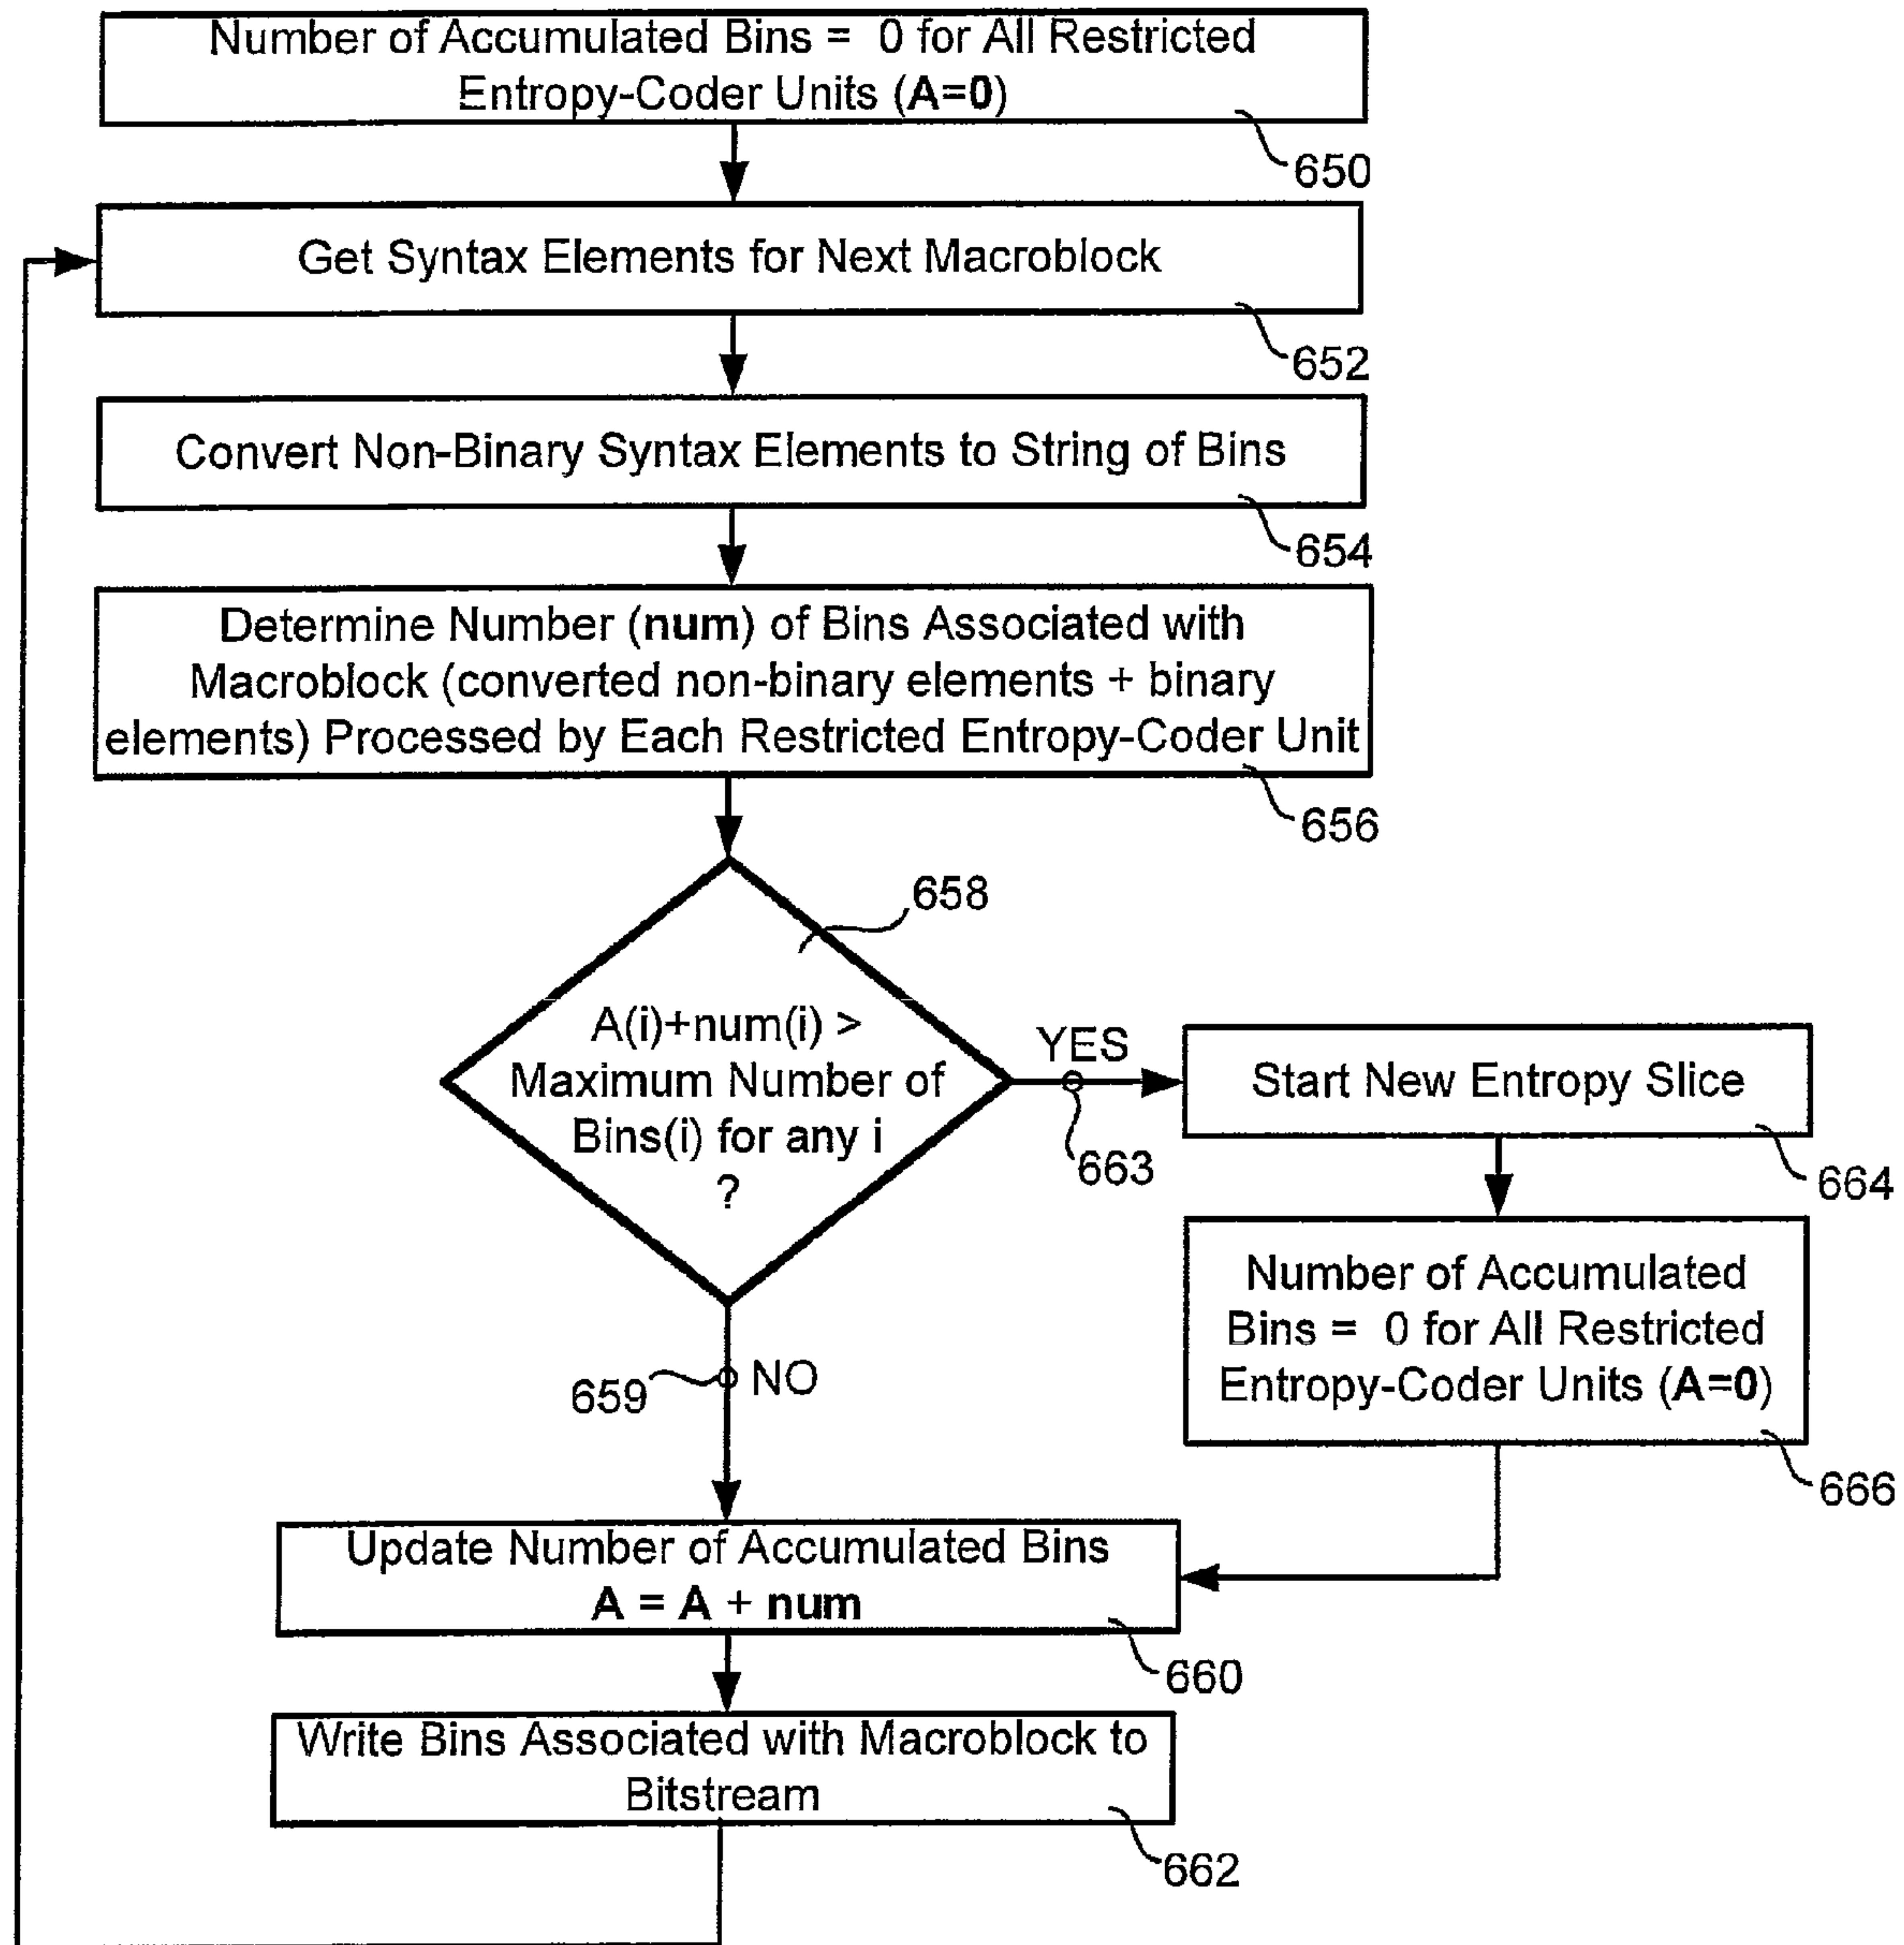 Number of Accumulated Bins = 0 for All Restricted
Entropy-Coder Units (A=0)
650
Get Syntax Elements for Next Macroblock
652
Convert Non-Binary Syntax Elements to String of Bins
654
Determine Number (num) of Bins Associated with
Macroblock (converted non-binary elements + binary
elements) Processed by Each Restricted Entropy-Coder Unit
656
658
A(i)+num(i) >
Maximum Number of
Bins(i) for any i
?
YES
663
Start New Entropy Slice
664
Number of Accumulated
Bins = 0 for All Restricted
Entropy-Coder Units (A=0)
666
659
NO
Update Number of Accumulated Bins
A = A + num
660
Write Bins Associated with Macroblock to
Bitstream
662